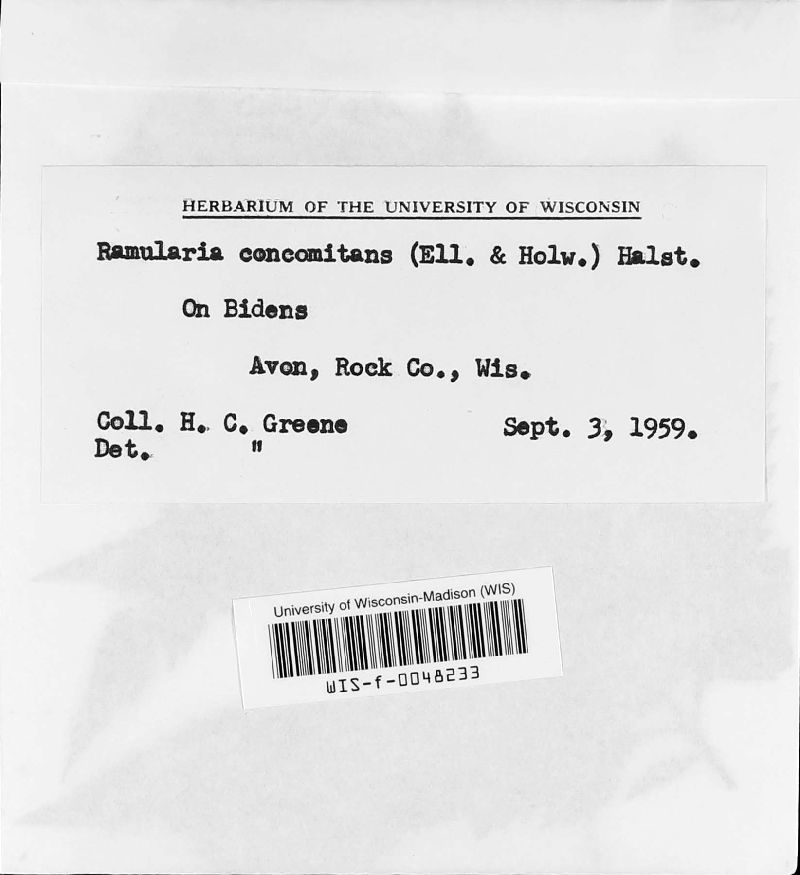 HERBARIUM OF THE UNIVERSITY OF WISCONSIN
Ramularia concomitans (Ell. & Holw.) Halst.
On Bidens
Avon, Rock Co., Wis.
Coll. H. C. Greene Sept. 3, 1959.
Det. "
University of Wisconsin-Madison (WIS)
WIS-f-0048233